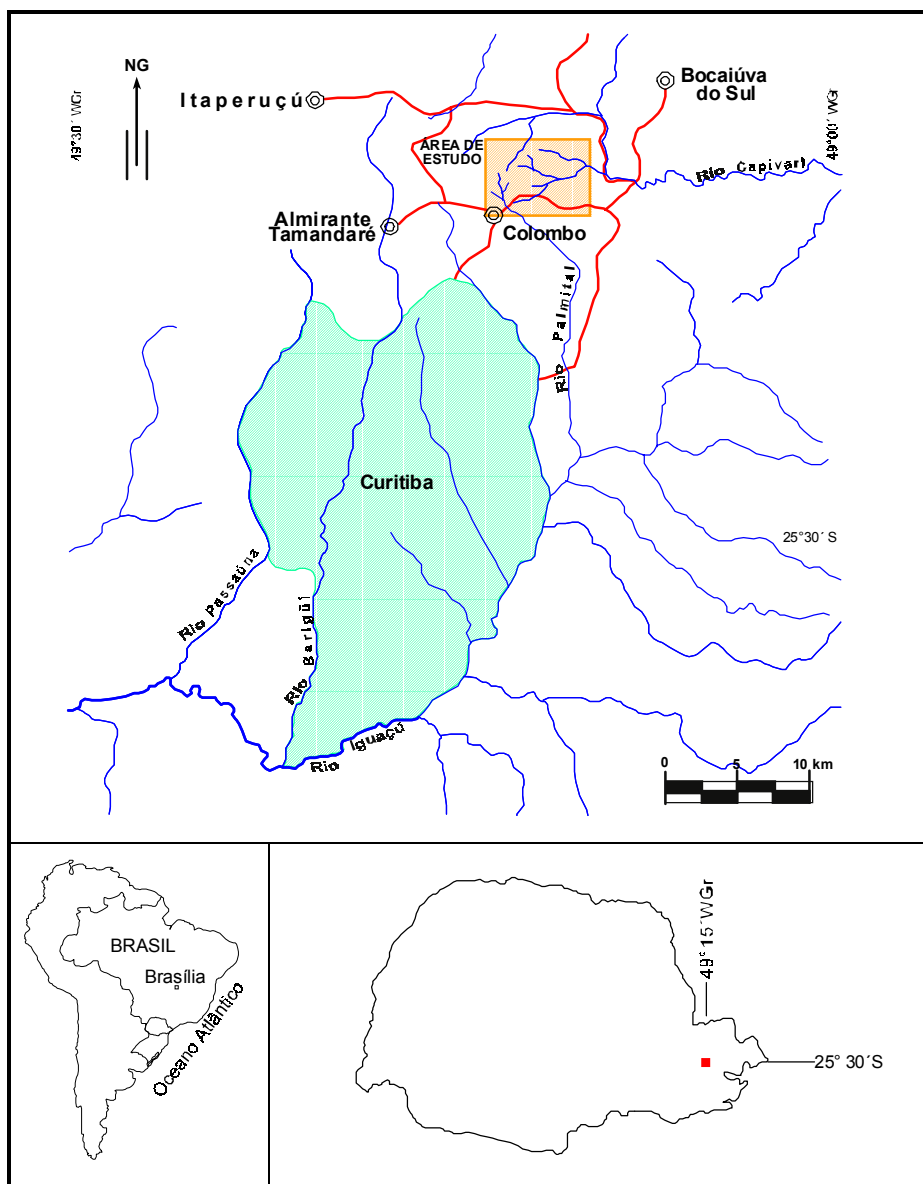 NG
Itaperuçú
Bocaiúva
do Sul
49°30´ WGr
49°00´ WGr
ÁREA DE
ESTUDO
Rio Capivari
Almirante
Tamandaré
Colombo
Rio Palmital
Curitiba
25°30´ S
Rio Passaúna
Rio Barigüi
Rio Iguaçú
0 5 10 km
BRASIL
Brasília
Oceano Atlântico
49° 15´WGr
25° 30´S